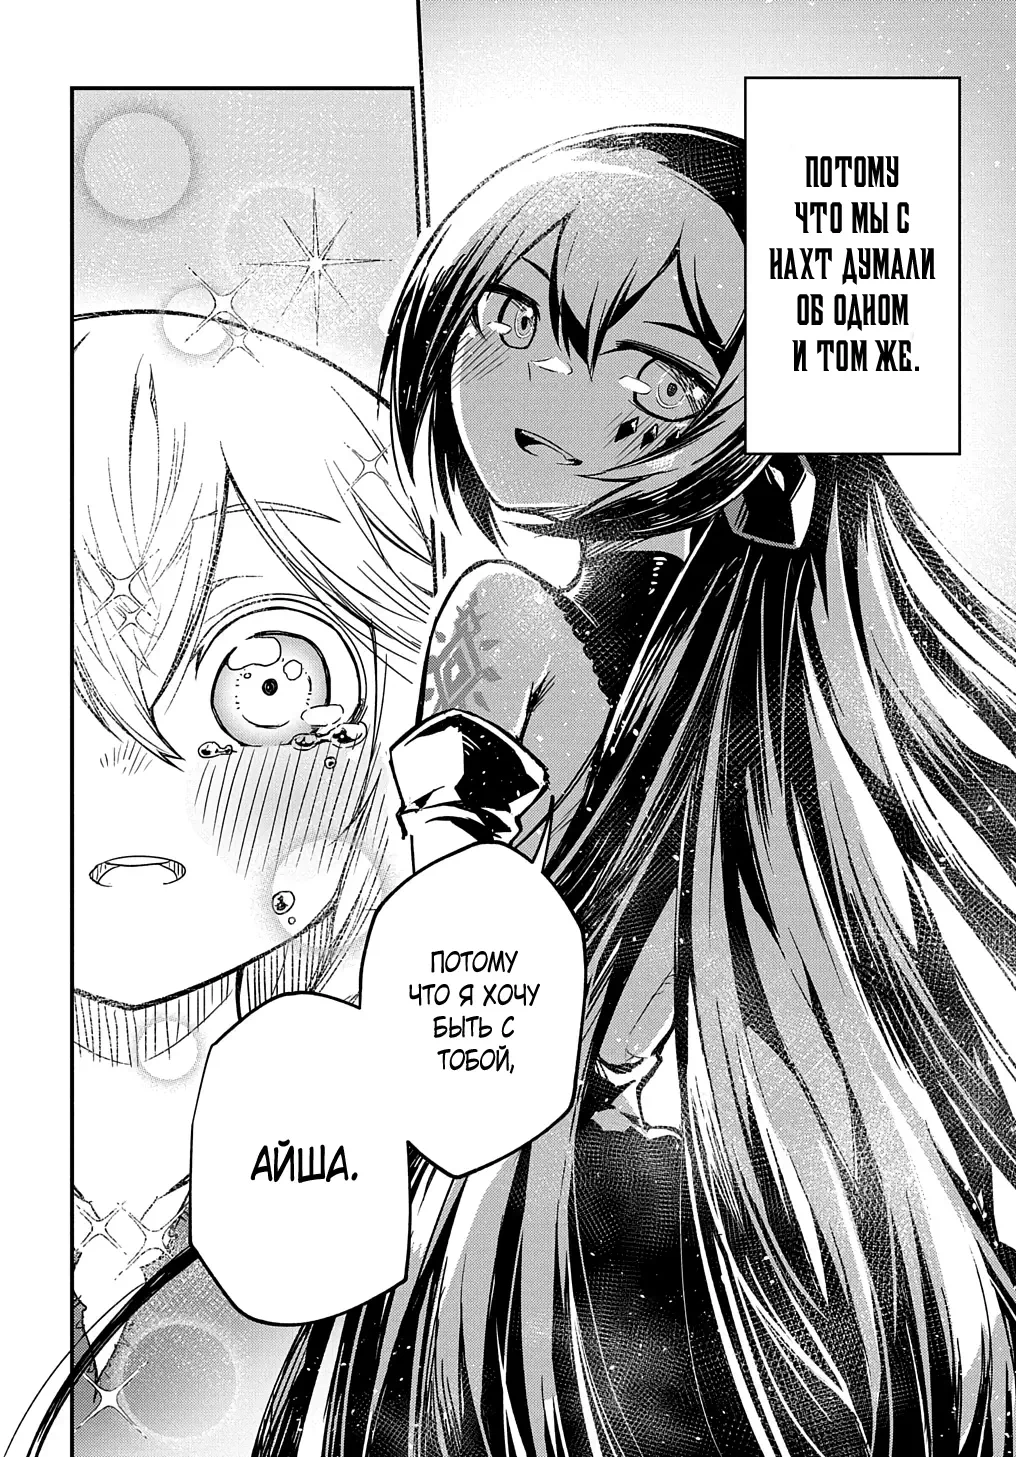 ПОТОМУ
ЧТО МЫ С
НАХТ ДУМАЛИ
ОБ ОДНОМ
И ТОМ ЖЕ.
ПОТОМУ
ЧТО Я ХОЧУ
БЫТЬ С
ТОБОЙ,
АЙША.